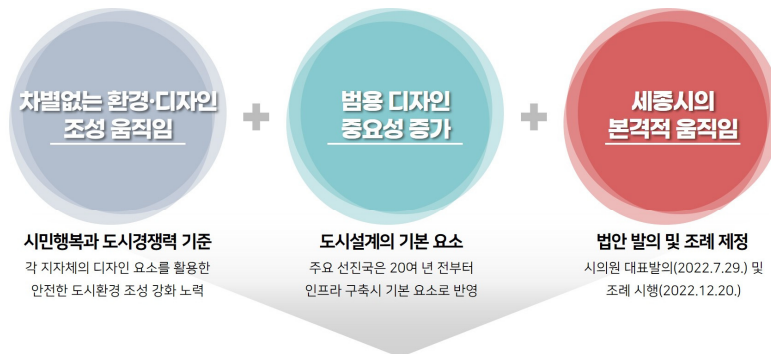 차별없는 환경·디자인
조성 움직임
+
범용 디자인
중요성 증가
+
세종시의
본격적 움직임
시민행복과 도시경쟁력 기준
각 지자체의 디자인 요소를 활용한
안전한 도시환경 조성 강화 노력
도시설계의 기본 요소
주요 선진국은 20여 년 전부터
인프라 구축시 기본 요소로 반영
법안 발의 및 조례 제정
시의원 대표발의(2022.7.29.) 및
조례 시행(2022.12.20.)